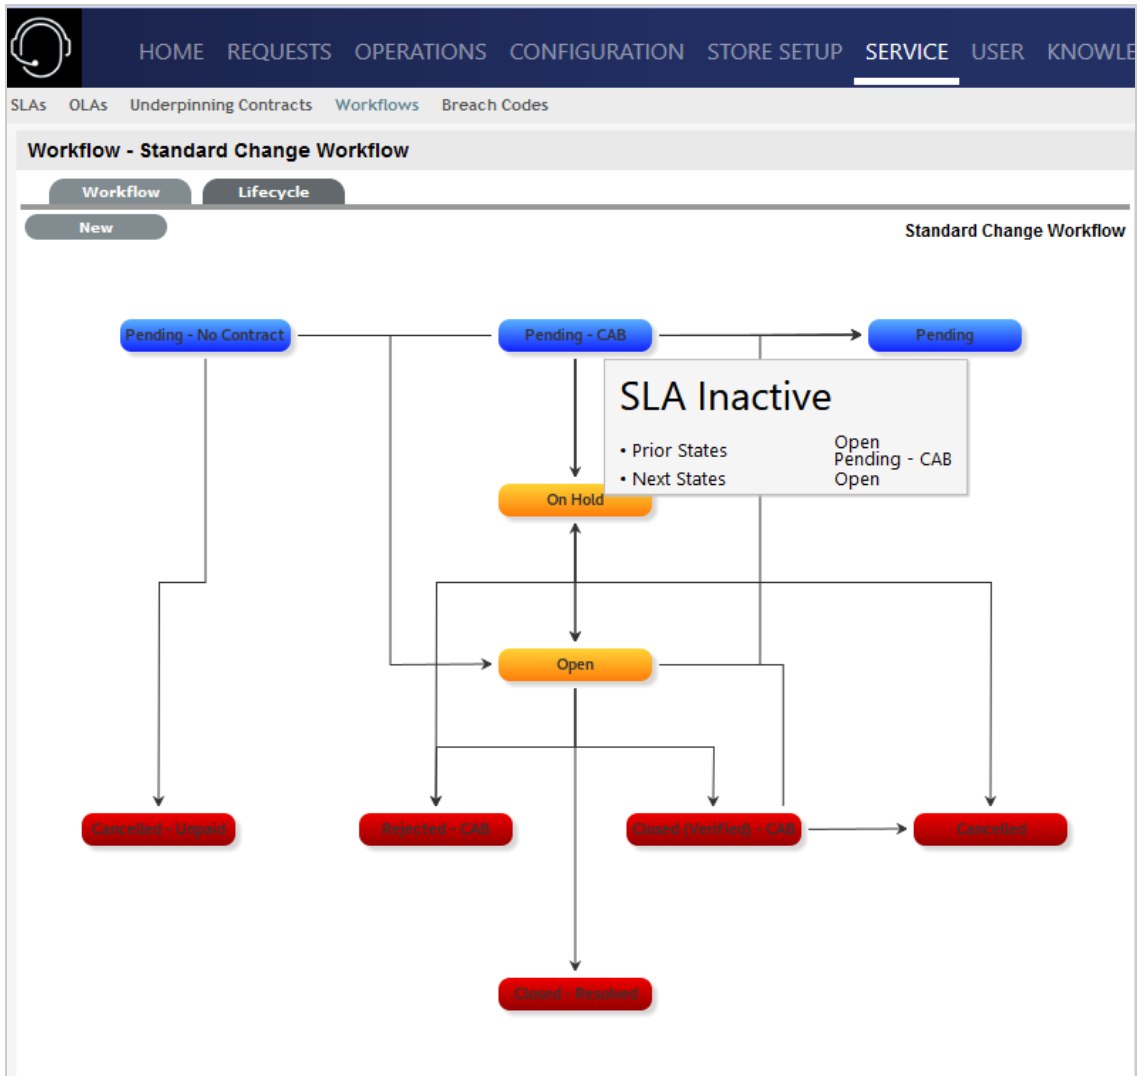 HOME REQUESTS OPERATIONS CONFIGURATION STORE SETUP SERVICE USER KNOWLE
SLAs OLAs Underpinning Contracts Workflows Breach Codes
Workflow - Standard Change Workflow
Workflow Lifecycle
New
Standard Change Workflow
Pending - No Contract
Pending - CAB
Pending
SLA Inactive
• Prior States
Open
Pending - CAB
• Next States
Open
On Hold
Open
Cancelled - Unpaid
Rejected - CAB
Closed (Verified) - CAB
Cancelled
Closed - Resolved